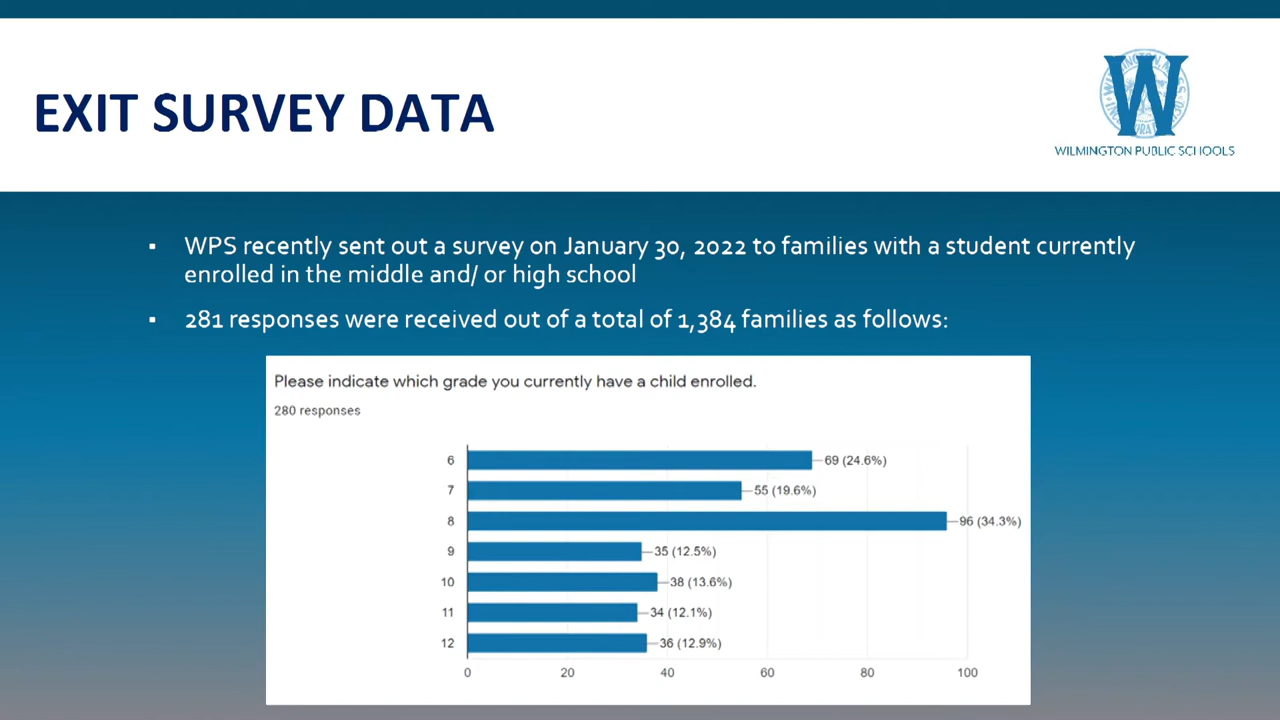 EXIT SURVEY DATA
W
WILMINGTON PUBLIC SCHOOLS
▪ WPS recently sent out a survey on January 30, 2022 to families with a student currently
enrolled in the middle and/ or high school
▪ 281 responses were received out of a total of 1,384 families as follows:
Please indicate which grade you currently have a child enrolled.
280 responses
6 69 (24.6%)
7 55 (19.6%)
8 96 (34.3%)
9 35 (12.5%)
10 38 (13.6%)
11 34 (12.1%)
12 36 (12.9%)
0 20 40 60 80 100